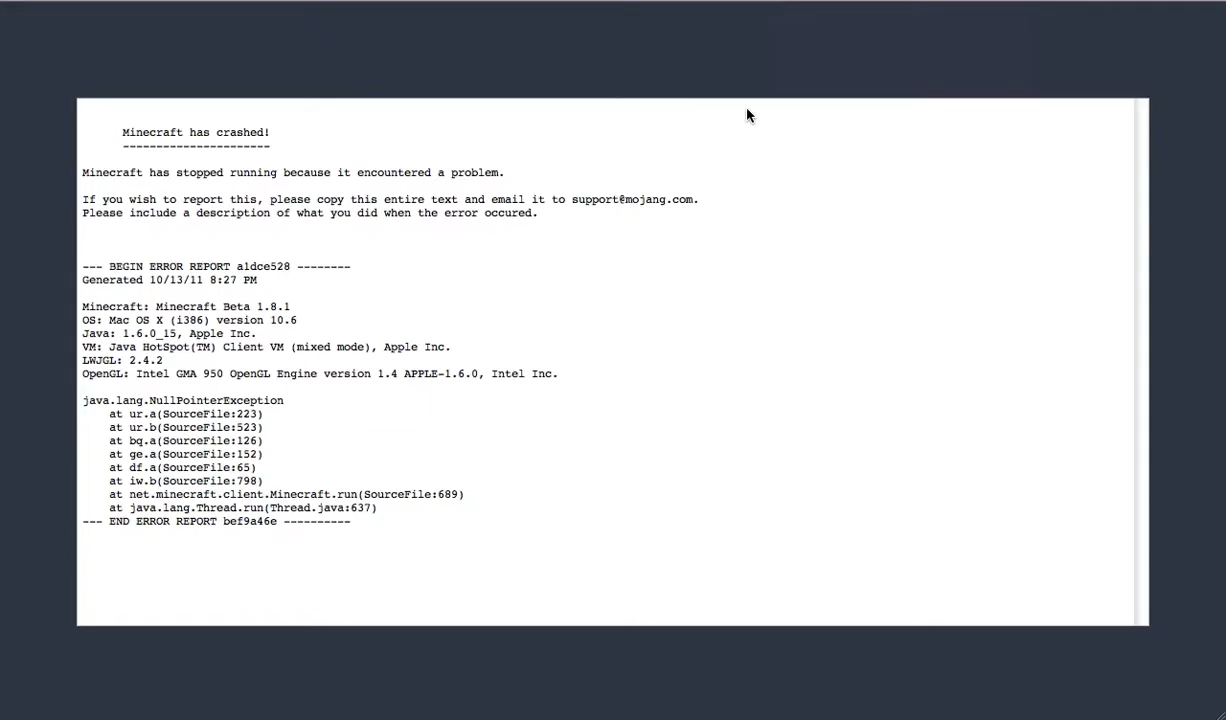 Minecraft has crashed!
----------------------
Minecraft has stopped running because it encountered a problem.
If you wish to report this, please copy this entire text and email it to support@mojang.com.
Please include a description of what you did when the error occured.
--- BEGIN ERROR REPORT a1dce528 --------
Generated 10/13/11 8:27 PM
Minecraft: Minecraft Beta 1.8.1
OS: Mac OS X (i386) version 10.6
Java: 1.6.0_15, Apple Inc.
VM: Java HotSpot(TM) Client VM (mixed mode), Apple Inc.
LWJGL: 2.4.2
OpenGL: Intel GMA 950 OpenGL Engine version 1.4 APPLE-1.6.0, Intel Inc.
java.lang.NullPointerException
at ur.a(SourceFile:223)
at ur.b(SourceFile:523)
at bq.a(SourceFile:126)
at ge.a(SourceFile:152)
at df.a(SourceFile:65)
at iw.b(SourceFile:798)
at net.minecraft.client.Minecraft.run(SourceFile:689)
at java.lang.Thread.run(Thread.java:637)
--- END ERROR REPORT bef9a46e ----------